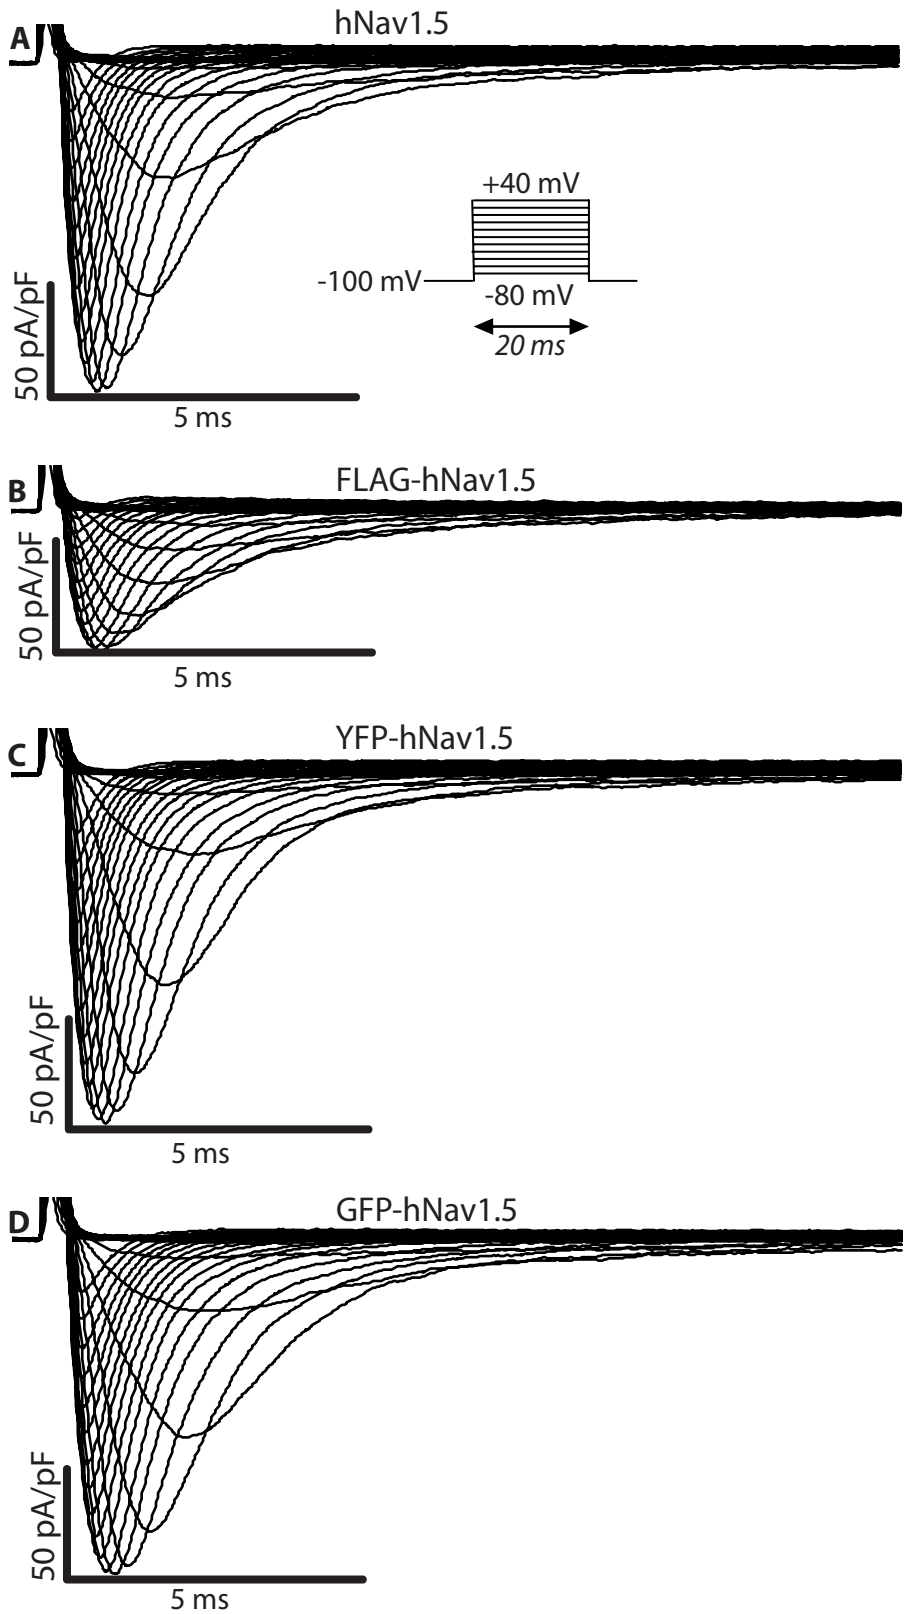 A
hNav1.5
+40 mV
-100 mV
-80 mV
20 ms
50 pA/pF
5 ms
B
FLAG-hNav1.5
50 pA/pF
5 ms
C
YFP-hNav1.5
50 pA/pF
5 ms
D
GFP-hNav1.5
50 pA/pF
5 ms